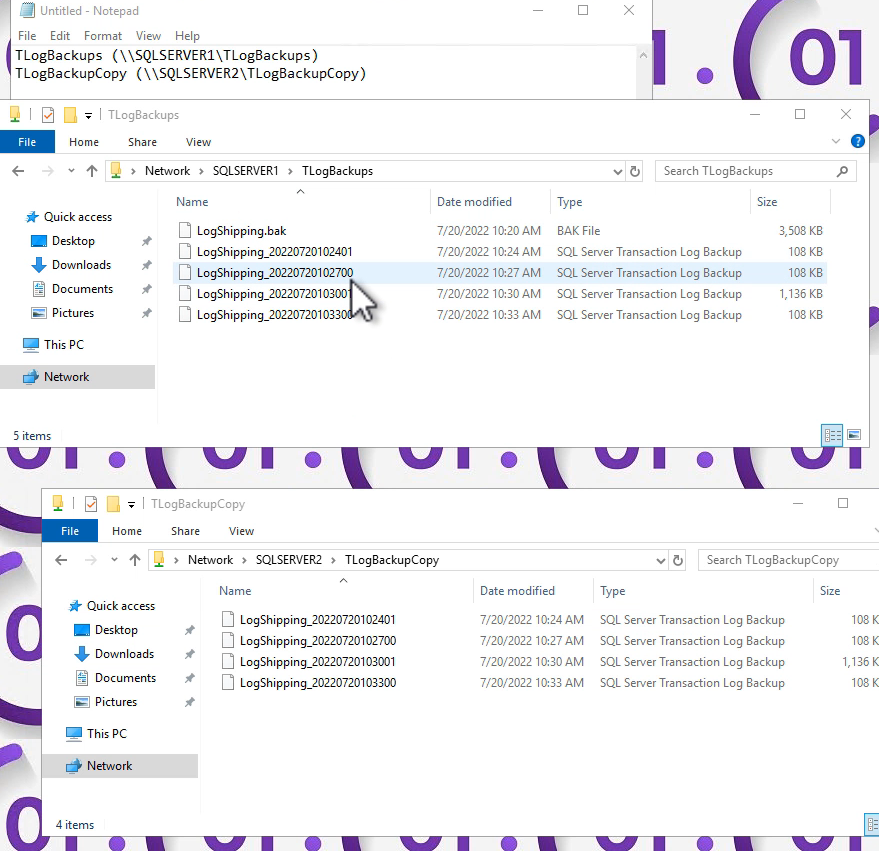 Untitled - Notepad
File Edit Format View Help
TLogBackups (\\SQLSERVER1\TLogBackups)
TLogBackupCopy (\\SQLSERVER2\TLogBackupCopy)
TLogBackups
File Home Share View
Network > SQLSERVER1 > TLogBackups
Search TLogBackups
Quick access
Desktop
Downloads
Documents
Pictures
This PC
Network
Name Date modified Type Size
LogShipping.bak 7/20/2022 10:20 AM BAK File 3,508 KB
LogShipping_20220720102401 7/20/2022 10:24 AM SQL Server Transaction Log Backup 108 KB
LogShipping_20220720102700 7/20/2022 10:27 AM SQL Server Transaction Log Backup 108 KB
LogShipping_20220720103001 7/20/2022 10:30 AM SQL Server Transaction Log Backup 1,136 KB
LogShipping_20220720103300 7/20/2022 10:33 AM SQL Server Transaction Log Backup 108 KB
5 items
TLogBackupCopy
File Home Share View
Network > SQLSERVER2 > TLogBackupCopy
Search TLogBackupCopy
Quick access
Desktop
Downloads
Documents
Pictures
This PC
Network
Name Date modified Type Size
LogShipping_20220720102401 7/20/2022 10:24 AM SQL Server Transaction Log Backup 108 K
LogShipping_20220720102700 7/20/2022 10:27 AM SQL Server Transaction Log Backup 108 K
LogShipping_20220720103001 7/20/2022 10:30 AM SQL Server Transaction Log Backup 1,136 K
LogShipping_20220720103300 7/20/2022 10:33 AM SQL Server Transaction Log Backup 108 K
4 items